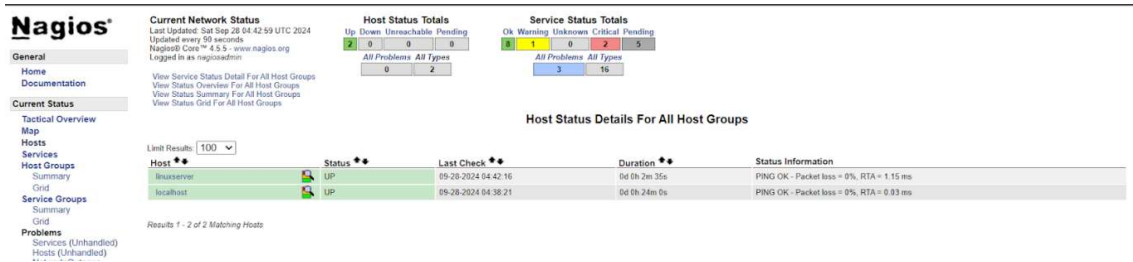 Nagios®
General
Home
Documentation
Current Status
Tactical Overview
Map
Hosts
Services
Host Groups
Summary
Grid
Service Groups
Summary
Grid
Problems
Services (Unhandled)
Hosts (Unhandled)
Current Network Status
Last Updated: Sat Sep 28 04:42:59 UTC 2024
Updated every 90 seconds
Nagios® Core™ 4.5.5 - www.nagios.org
Logged in as nagiosadmin
View Service Status Detail For All Host Groups
View Status Overview For All Host Groups
View Status Summary For All Host Groups
View Status Grid For All Host Groups
Host Status Totals
Up Down Unreachable Pending
2 0 0 0
All Problems All Types
0 2
Service Status Totals
Ok Warning Unknown Critical Pending
8 1 0 2 5
All Problems All Types
3 16
Host Status Details For All Host Groups
Limit Results: 100
Host Status Last Check Duration Status Information
linuxserver UP 09-28-2024 04:42:16 0d 0h 2m 35s PING OK - Packet loss = 0%, RTA = 1.15 ms
localhost UP 09-28-2024 04:38:21 0d 0h 24m 0s PING OK - Packet loss = 0%, RTA = 0.03 ms
Results 1 - 2 of 2 Matching Hosts